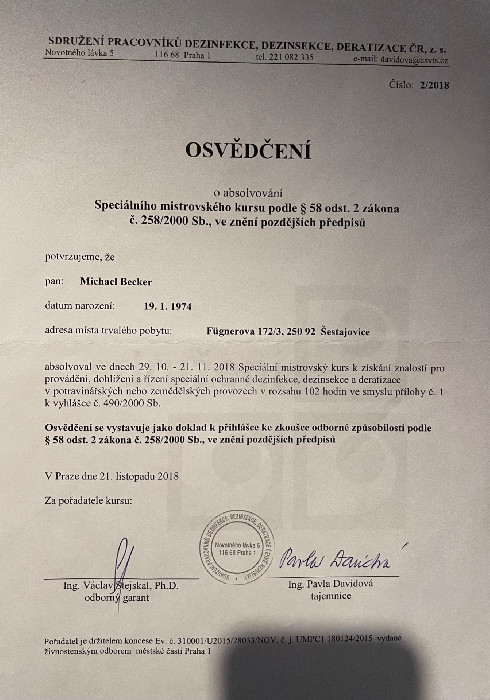 SDRUŽENÍ PRACOVNÍKŮ DEZINFEKCE, DEZINSEKCE, DERATIZACE ČR, z. s.
Novotného lávka 5 116 68 Praha 1 tel. 221 082 335 e-mail: davidova@csvts.cz
Číslo: 2/2018
OSVĚDČENÍ
o absolvování
Speciálního mistrovského kursu podle § 58 odst. 2 zákona
č. 258/2000 Sb., ve znění pozdějších předpisů
potvrzujeme, že
pan: Michael Becker
datum narození: 19. 1. 1974
adresa místa trvalého pobytu: Fügnerova 172/3, 250 92 Šestajovice
absolvoval ve dnech 29. 10. - 21. 11. 2018 Speciální mistrovský kurs k získání znalostí pro
provádění, dohlížení a řízení speciální ochranné dezinfekce, dezinsekce a deratizace
v potravinářských nebo zemědělských provozech v rozsahu 102 hodin ve smyslu přílohy č. 1
k vyhlášce č. 490/2000 Sb.
Osvědčení se vystavuje jako doklad k přihlášce ke zkoušce odborné způsobilosti podle
§ 58 odst. 2 zákona č. 258/2000 Sb., ve znění pozdějších předpisů
V Praze dne 21. listopadu 2018
Za pořadatele kursu:
Novotného lávka 5
116 68 Praha 1
Pavla Davidová
Ing. Václav Stejskal, Ph.D.
odborný garant
Ing. Pavla Davidová
tajemnice
Pořadatel je držitelem koncese Ev. č. 310001/U2015/28033/NOV, č. j. UMCP1 180124/2015 vydané
živnostenským odborem městské části Praha 1